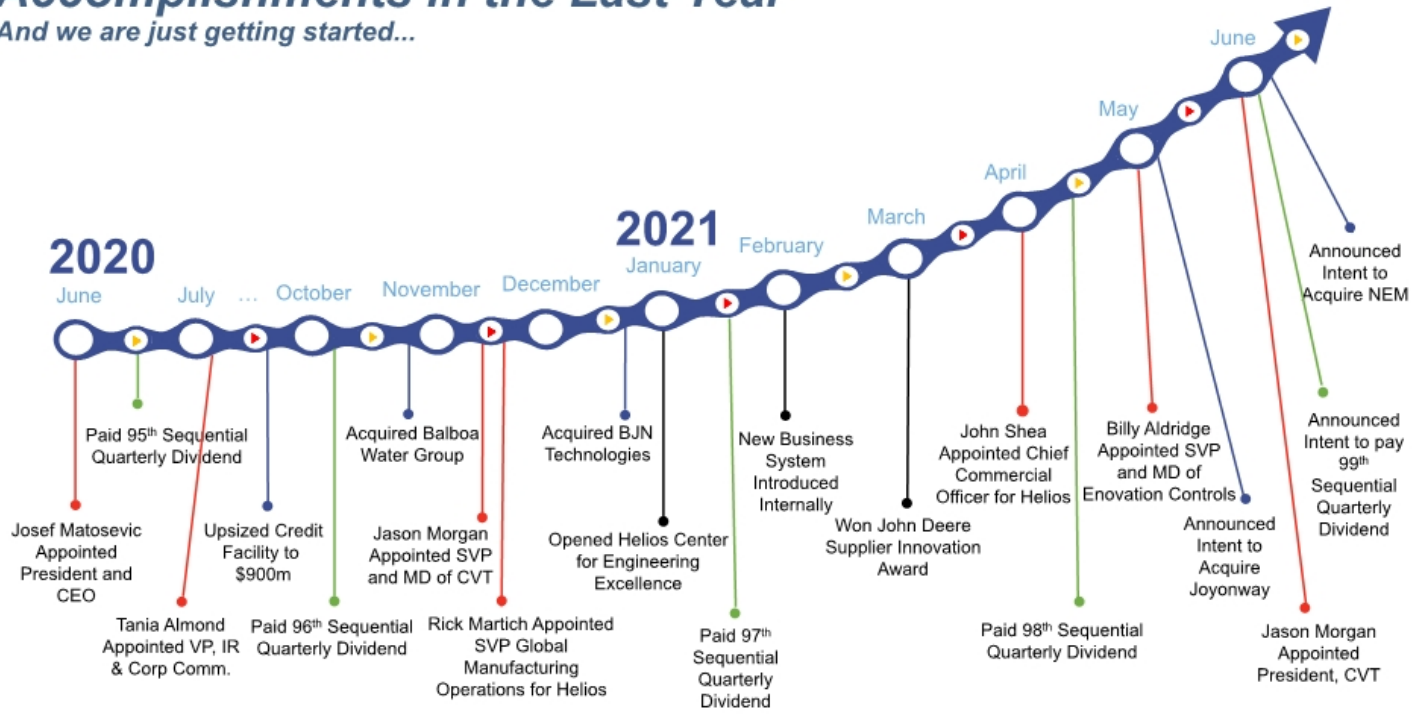 Accomplishments in the Last Year
And we are just getting started...
2020
June
July
...
October
November
December
2021
January
February
March
April
May
June
Josef Matosevic
Appointed
President and
CEO
Paid 95th Sequential
Quarterly Dividend
Tania Almond
Appointed VP, IR
& Corp Comm.
Upsized Credit
Facility to
$900m
Paid 96th Sequential
Quarterly Dividend
Acquired Balboa
Water Group
Jason Morgan
Appointed SVP
and MD of CVT
Rick Martich Appointed
SVP Global
Manufacturing
Operations for Helios
Acquired BJN
Technologies
Opened Helios Center
for Engineering
Excellence
Paid 97th
Sequential
Quarterly
Dividend
New Business
System
Introduced
Internally
Won John Deere
Supplier Innovation
Award
John Shea
Appointed Chief
Commercial
Officer for Helios
Paid 98th Sequential
Quarterly Dividend
Billy Aldridge
Appointed SVP
and MD of
Enovation Controls
Announced
Intent to
Acquire
Joyonway
Jason Morgan
Appointed
President, CVT
Announced
Intent to pay
99th
Sequential
Quarterly
Dividend
Announced
Intent to
Acquire NEM